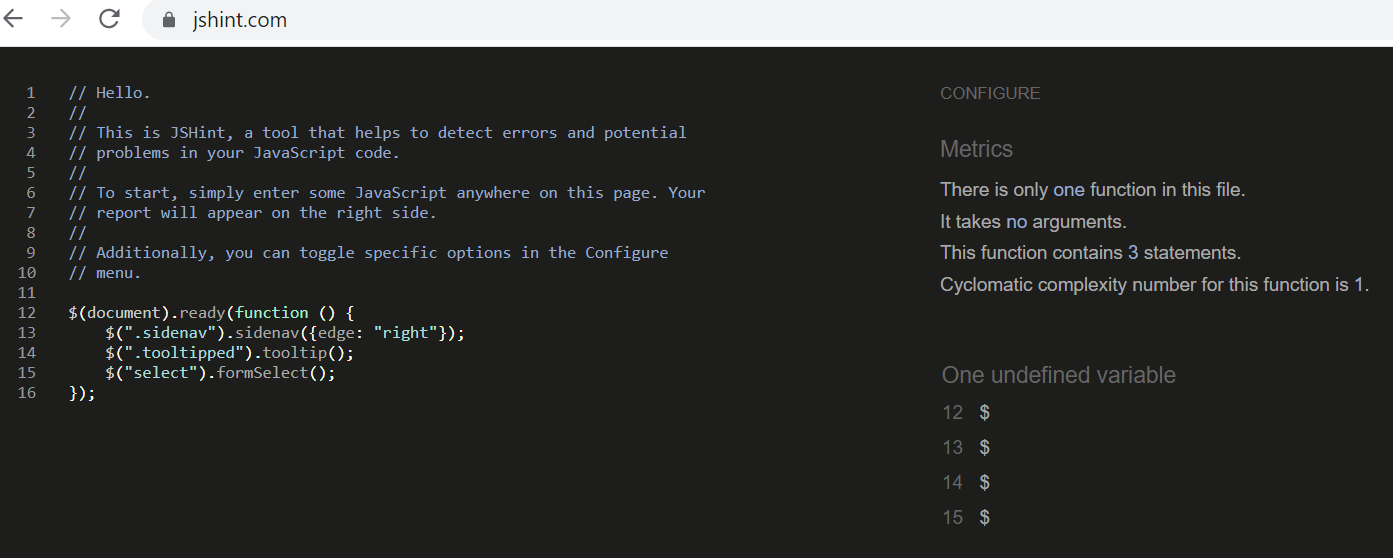 jshint.com
1 // Hello.
2 //
3 // This is JSHint, a tool that helps to detect errors and potential
4 // problems in your JavaScript code.
5 //
6 // To start, simply enter some JavaScript anywhere on this page. Your
7 // report will appear on the right side.
8 //
9 // Additionally, you can toggle specific options in the Configure
10 // menu.
11
12 $(document).ready(function () {
13     $(".sidenav").sidenav({edge: "right"});
14     $(".tooltipped").tooltip();
15     $("select").formSelect();
16 });
CONFIGURE
Metrics
There is only one function in this file.
It takes no arguments.
This function contains 3 statements.
Cyclomatic complexity number for this function is 1.
One undefined variable
12 $
13 $
14 $
15 $